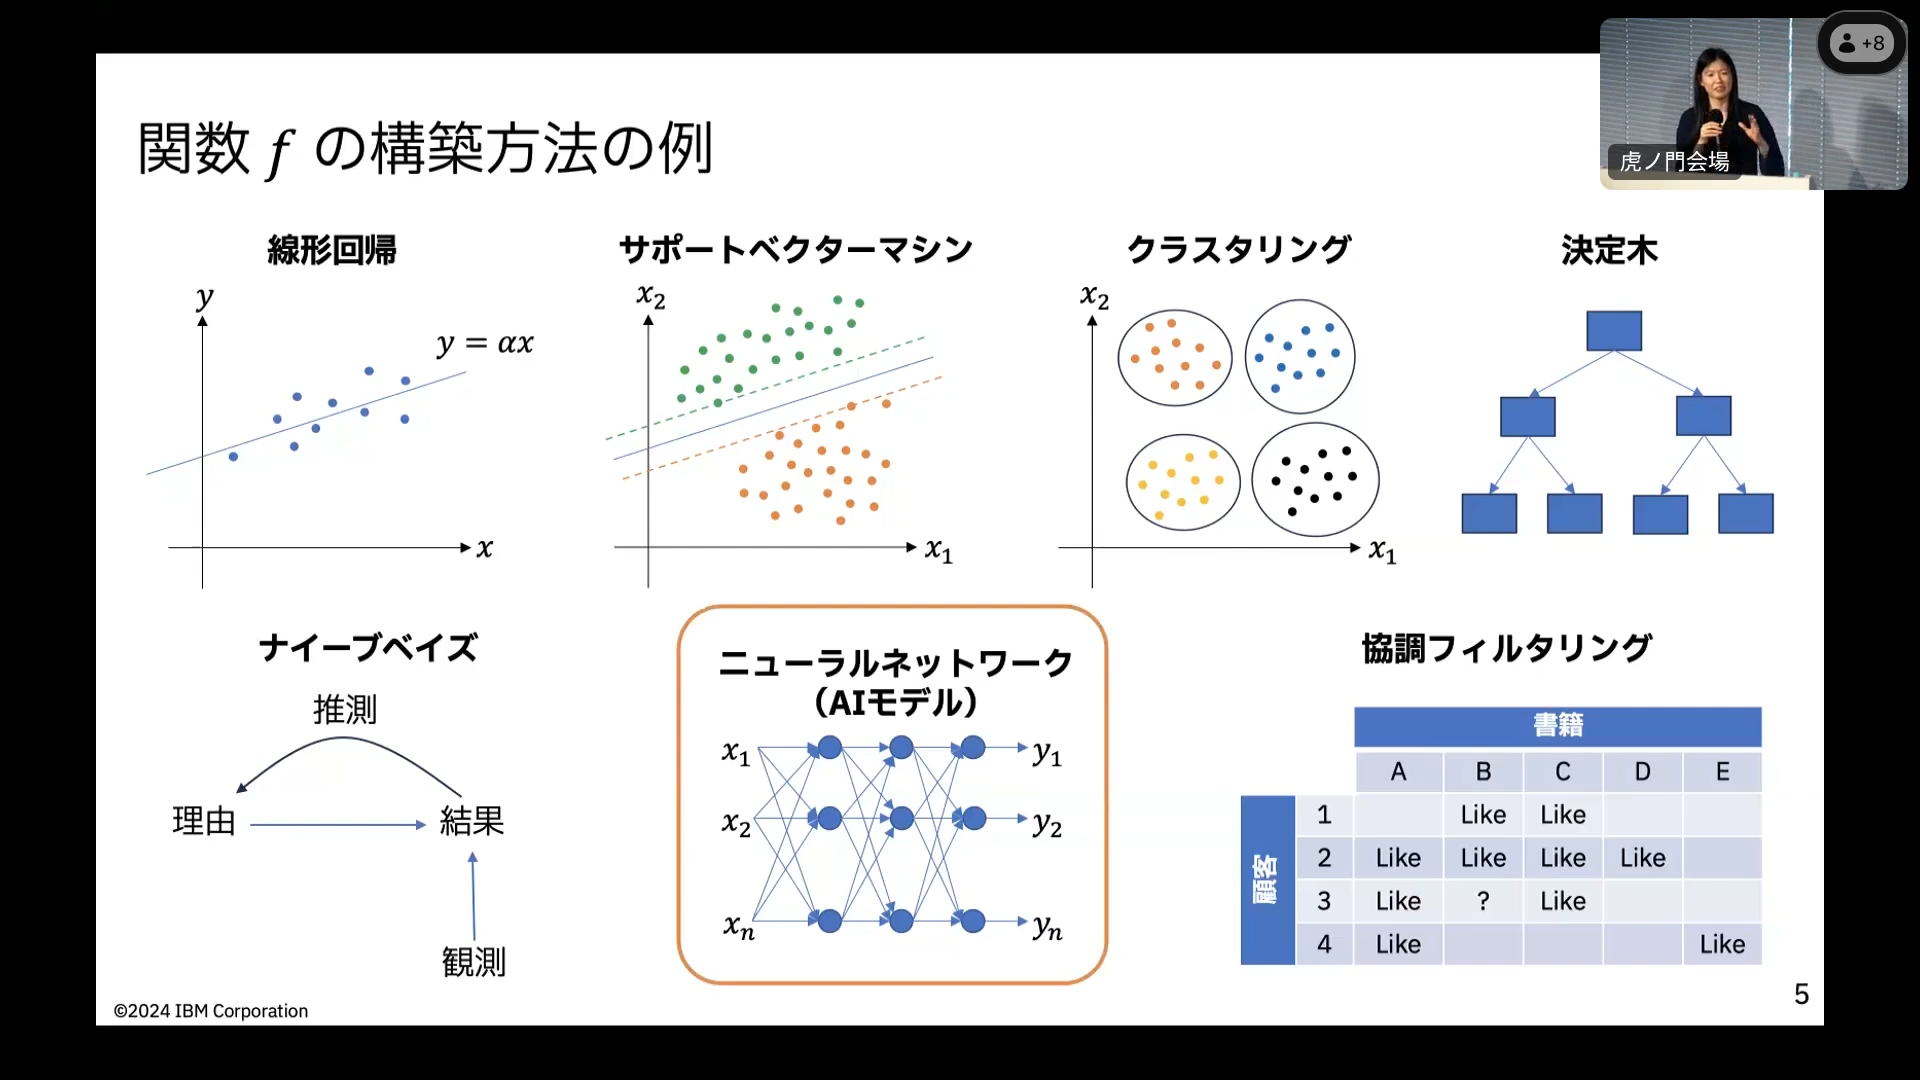 +8
虎ノ門会場
関数 f の構築方法の例
線形回帰
y
y = αx
x
サポートベクターマシン
x₂
x₁
クラスタリング
x₂
x₁
決定木
ナイーブベイズ
推測
理由
結果
観測
ニューラルネットワーク
（AIモデル）
x₁ y₁
x₂ y₂
xₙ yₙ
協調フィルタリング
書籍
A B C D E
顧客
1 Like Like
2 Like Like Like Like
3 Like ? Like
4 Like Like
©2024 IBM Corporation
5